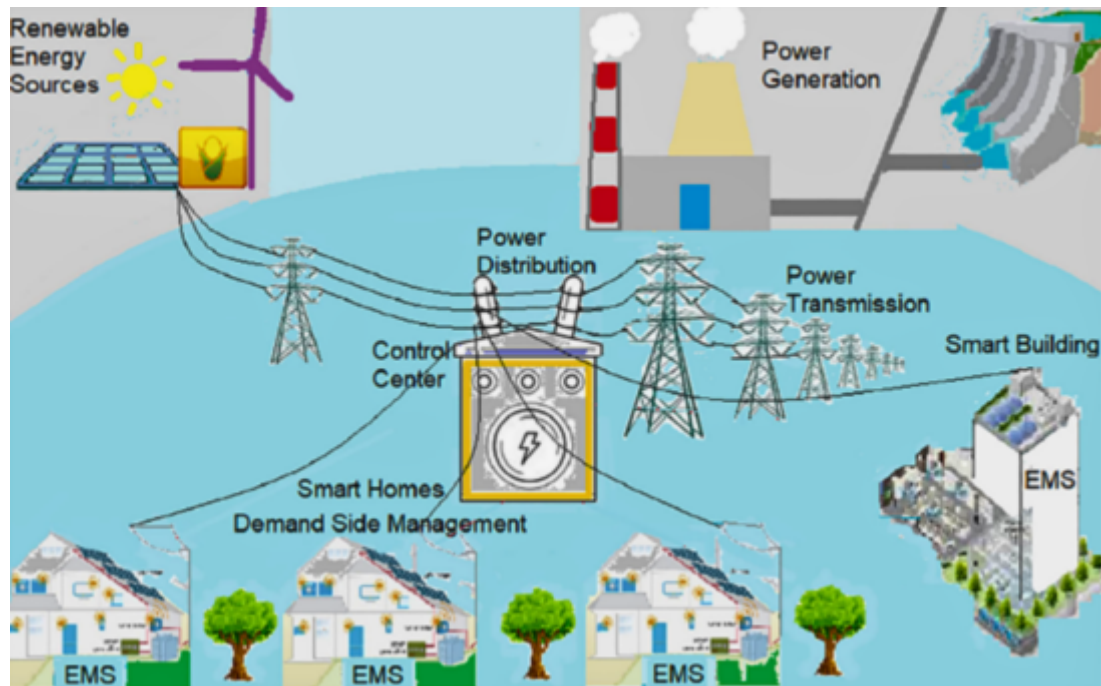 Renewable
Energy
Sources
Power
Generation
Power
Distribution
Power
Transmission
Control
Center
Smart Building
EMS
Smart Homes
Demand Side Management
EMS
EMS
EMS